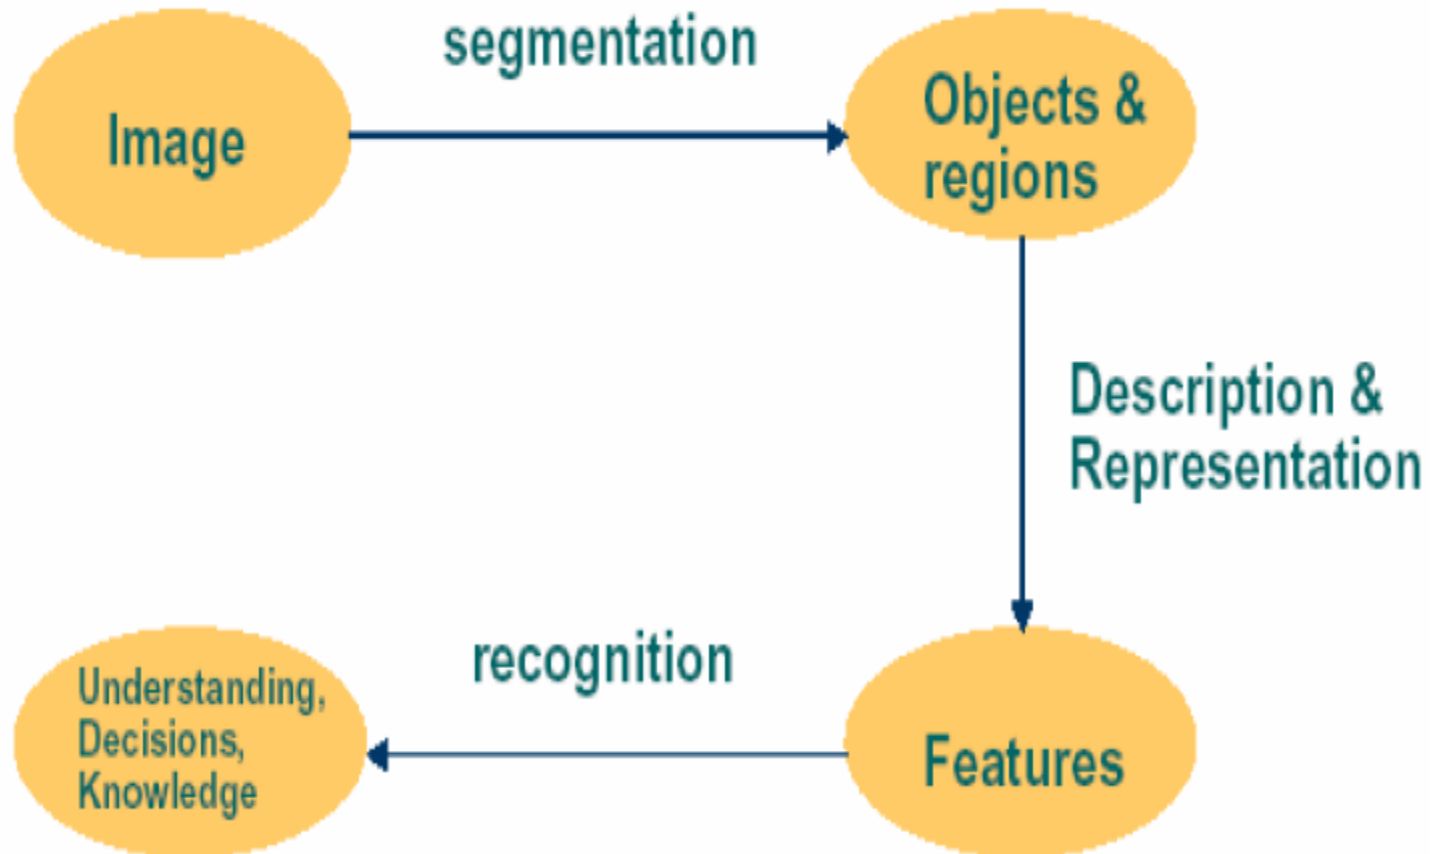 segmentation
Image
Objects &
regions
Description &
Representation
recognition
Understanding,
Decisions,
Knowledge
Features